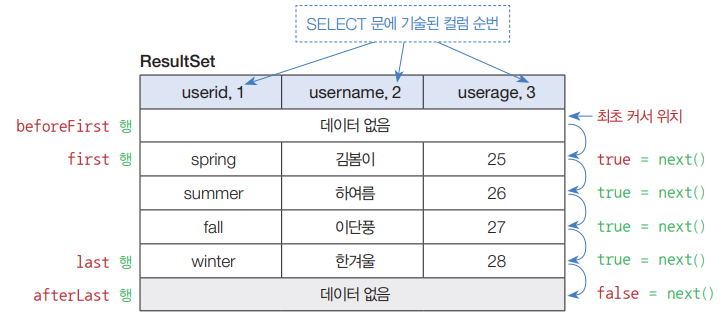 SELECT 문에 기술된 컬럼 순번
ResultSet
userid, 1 username, 2 userage, 3
beforeFirst 행 데이터 없음 최초 커서 위치
first 행 spring 김봄이 25 true = next()
summer 하여름 26 true = next()
fall 이단풍 27 true = next()
last 행 winter 한겨울 28 true = next()
afterLast 행 데이터 없음 false = next()